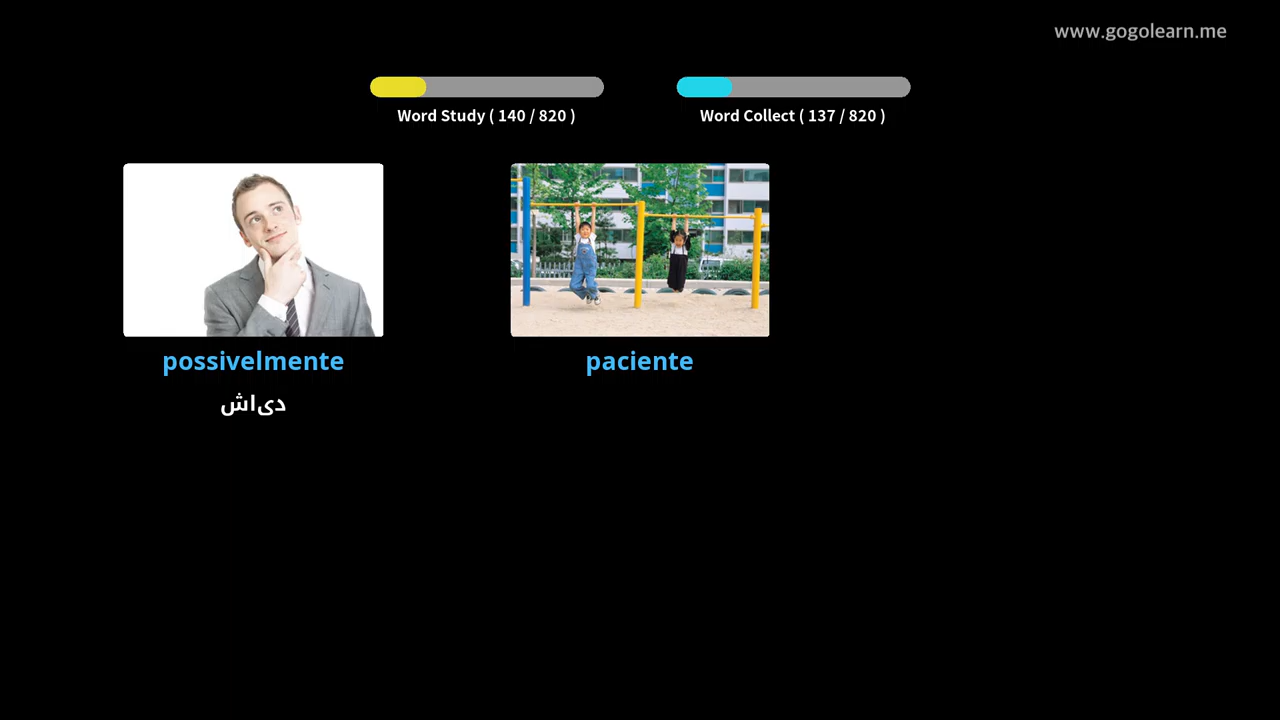 www.gogolearn.me
Word Study ( 140 / 820 )
Word Collect ( 137 / 820 )
possivelmente
paciente
دیاش